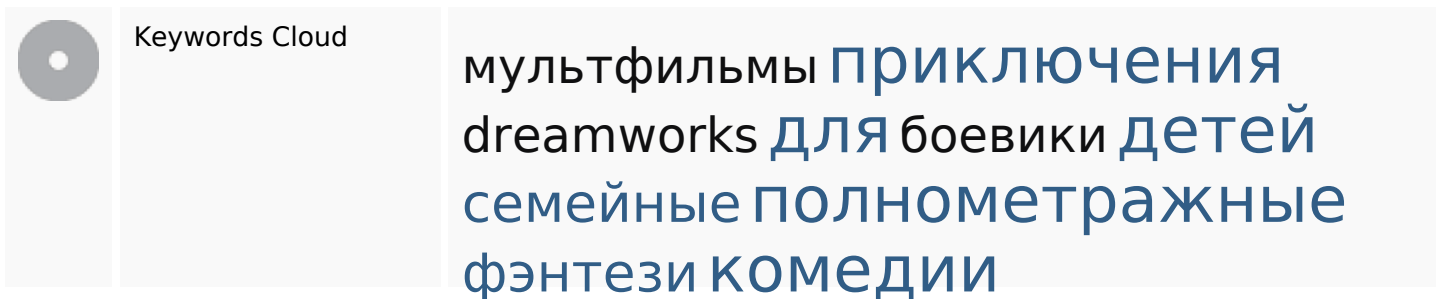 Keywords Cloud
мультфильмы приключения
dreamworks для боевики детей
семейные полнометражные
фэнтези комедии